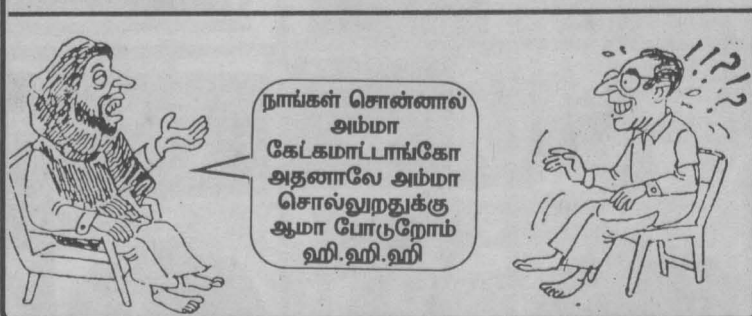 நாங்கள் சொன்னால்
அம்மா
கேட்கமாட்டாங்கோ
அதனாலே அம்மா
சொல்லுறதுக்கு
ஆமா போடுறோம்
ஹி.ஹி.ஹி
!!?!
??